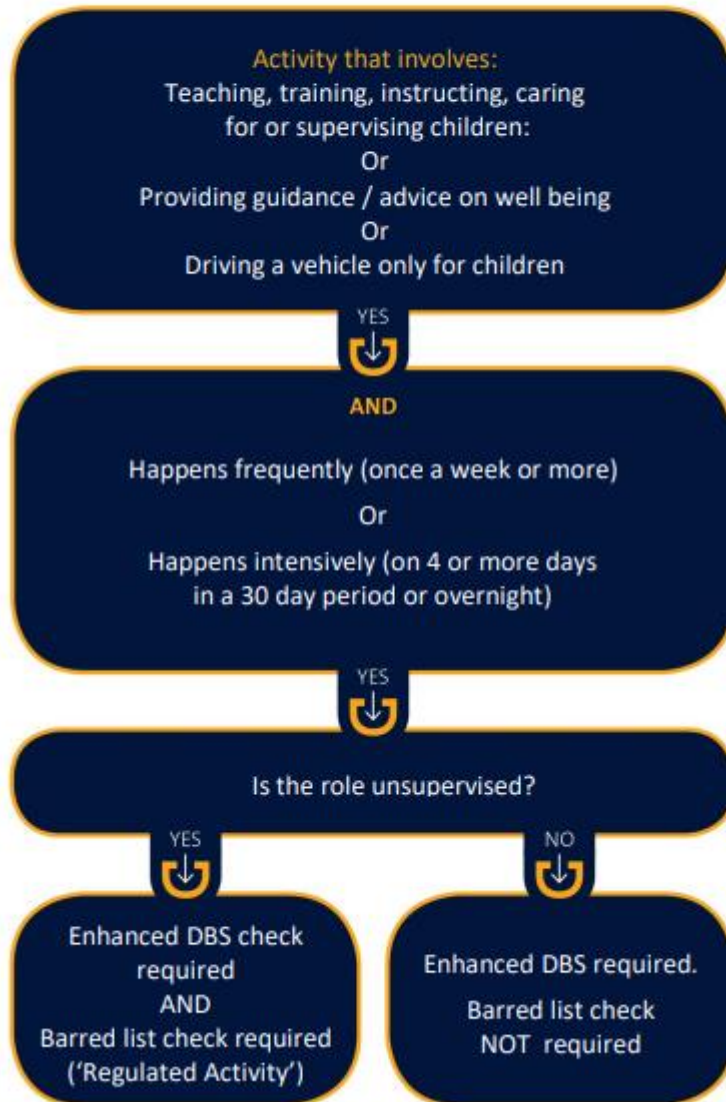 Activity that involves:
Teaching, training, instructing, caring
for or supervising children:
Or
Providing guidance / advice on well being
Or
Driving a vehicle only for children
YES
AND
Happens frequently (once a week or more)
Or
Happens intensively (on 4 or more days
in a 30 day period or overnight)
YES
Is the role unsupervised?
YES
Enhanced DBS check
required
AND
Barred list check required
(‘Regulated Activity’)
NO
Enhanced DBS required.
Barred list check
NOT required